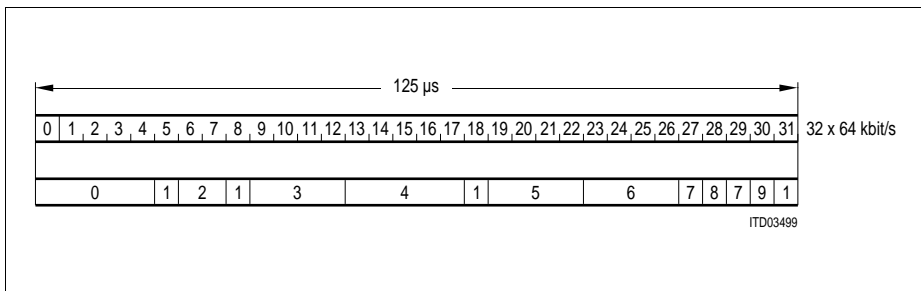 125 µs
0 1 2 3 4 5 6 7 8 9 10 11 12 13 14 15 16 17 18 19 20 21 22 23 24 25 26 27 28 29 30 31 32 x 64 kbit/s
0 1 2 1 3 4 1 5 6 7 8 7 9 1
ITD03499